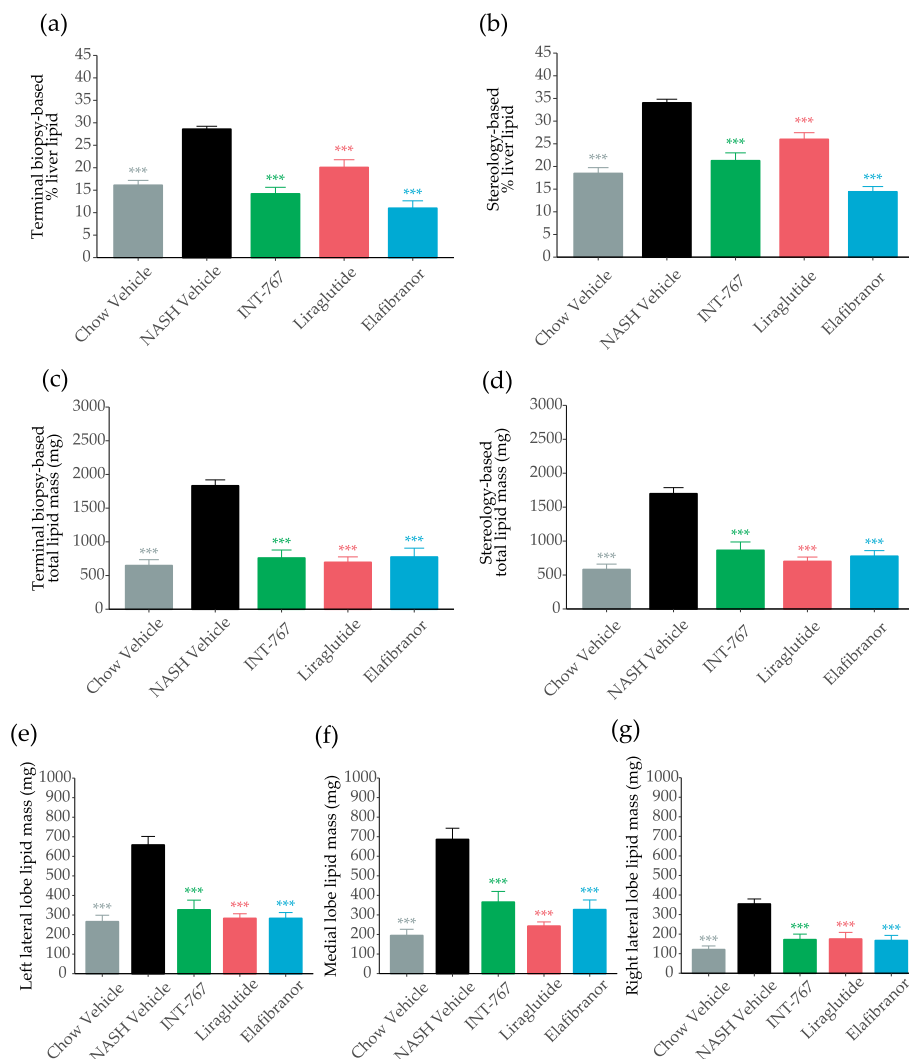 (a)
Terminal biopsy-based
% liver lipid
45
40
35
30
25
20
15
10
5
0
***
***
***
***
Chow Vehicle
NASH Vehicle
INT-767
Liraglutide
Elafibranor
(b)
Stereology-based
% liver lipid
45
40
35
30
25
20
15
10
5
0
***
***
***
***
Chow Vehicle
NASH Vehicle
INT-767
Liraglutide
Elafibranor
(c)
Terminal biopsy-based
total lipid mass (mg)
3000
2500
2000
1500
1000
500
0
***
***
***
***
Chow Vehicle
NASH Vehicle
INT-767
Liraglutide
Elafibranor
(d)
Stereology-based
total lipid mass (mg)
3000
2500
2000
1500
1000
500
0
***
***
***
***
Chow Vehicle
NASH Vehicle
INT-767
Liraglutide
Elafibranor
(e)
Left lateral lobe lipid mass (mg)
1000
900
800
700
600
500
400
300
200
100
0
***
***
***
***
Chow Vehicle
NASH Vehicle
INT-767
Liraglutide
Elafibranor
(f)
Medial lobe lipid mass (mg)
1000
900
800
700
600
500
400
300
200
100
0
***
***
***
***
Chow Vehicle
NASH Vehicle
INT-767
Liraglutide
Elafibranor
(g)
Right lateral lobe lipid mass (mg)
1000
900
800
700
600
500
400
300
200
100
0
***
***
***
***
Chow Vehicle
NASH Vehicle
INT-767
Liraglutide
Elafibranor